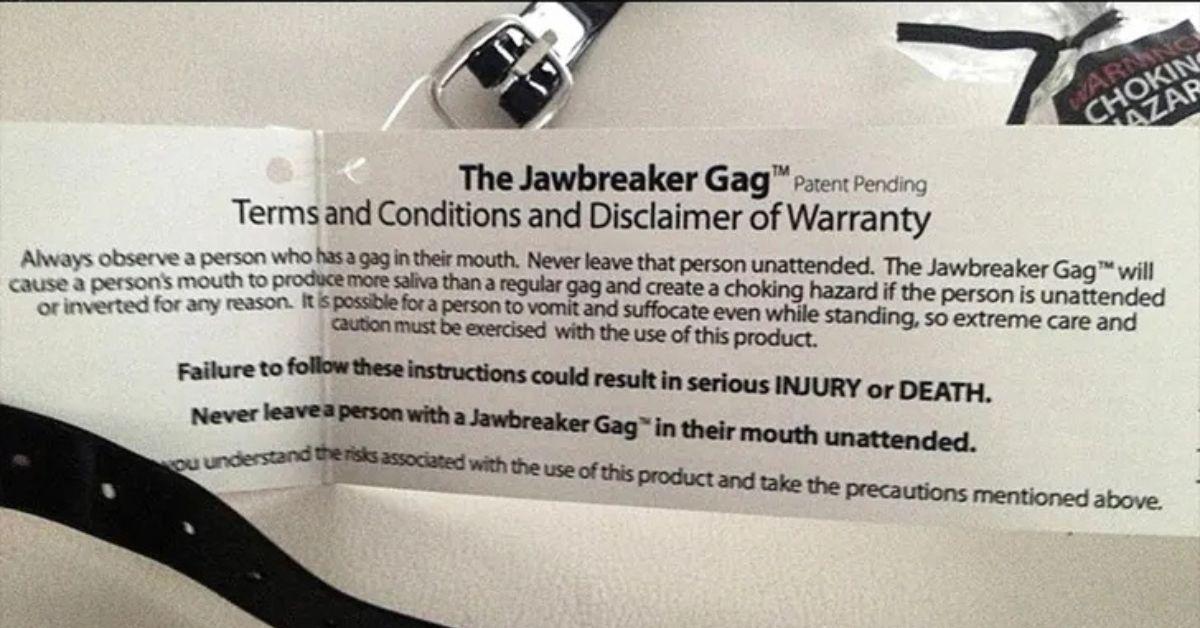 WARNING
CHOKING
HAZARD
The Jawbreaker Gag™ Patent Pending
Terms and Conditions and Disclaimer of Warranty
Always observe a person who has a gag in their mouth. Never leave that person unattended. The Jawbreaker Gag™ will
cause a person's mouth to produce more saliva than a regular gag and create a choking hazard if the person is unattended
or inverted for any reason. It is possible for a person to vomit and suffocate even while standing, so extreme care and
caution must be exercised with the use of this product.
Failure to follow these instructions could result in serious INJURY or DEATH.
Never leave a person with a Jawbreaker Gag™ in their mouth unattended.
you understand the risks associated with the use of this product and take the precautions mentioned above.